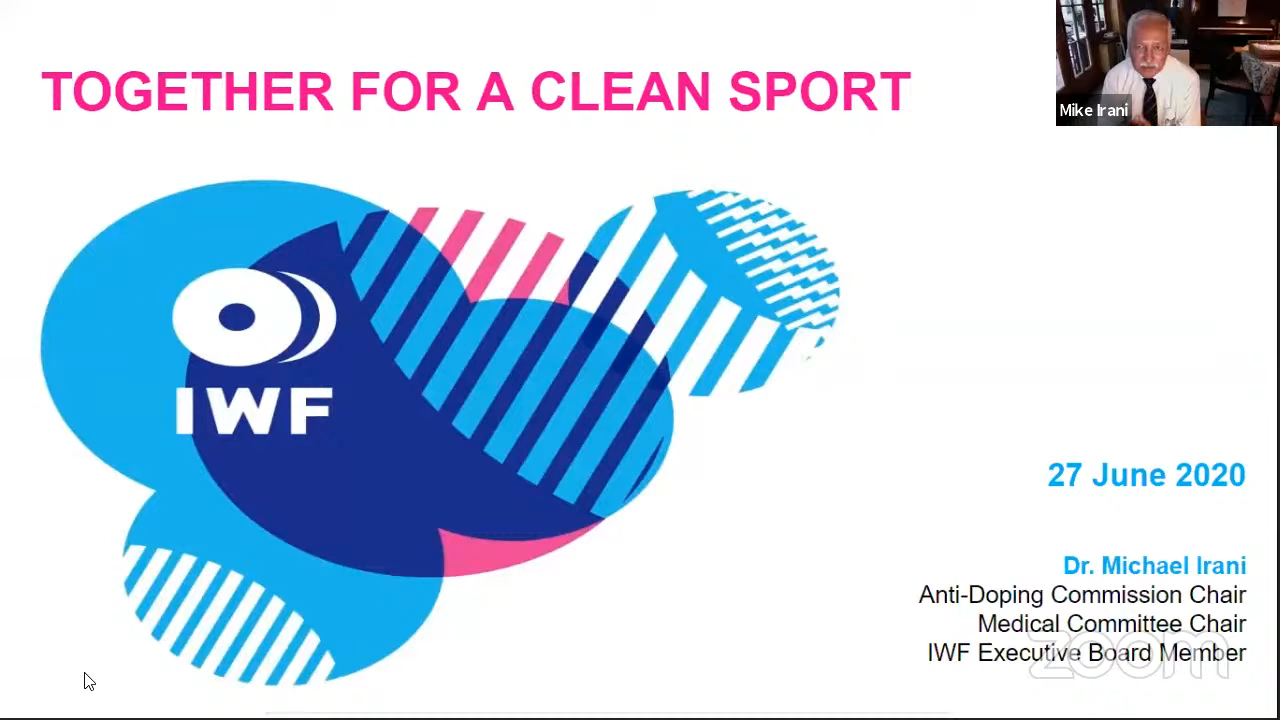 TOGETHER FOR A CLEAN SPORT
Mike Irani
IWF
27 June 2020
Dr. Michael Irani
Anti-Doping Commission Chair
Medical Committee Chair
IWF Executive Board Member
zoom